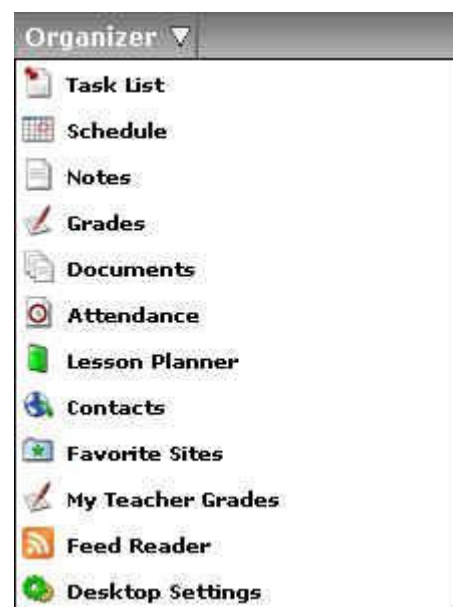 Organizer
Task List
Schedule
Notes
Grades
Documents
Attendance
Lesson Planner
Contacts
Favorite Sites
My Teacher Grades
Feed Reader
Desktop Settings